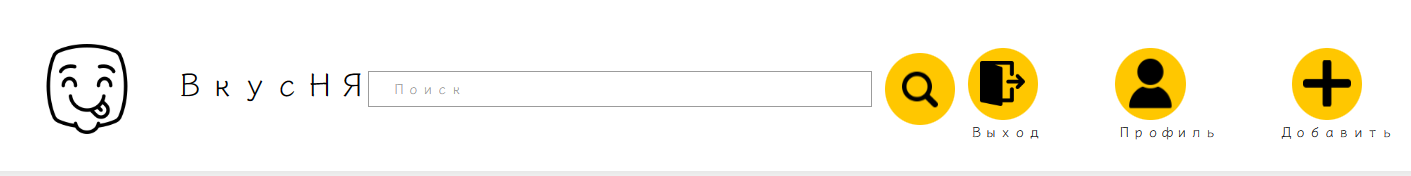 ВкусНЯ
Поиск
Выход
Профиль
Добавить